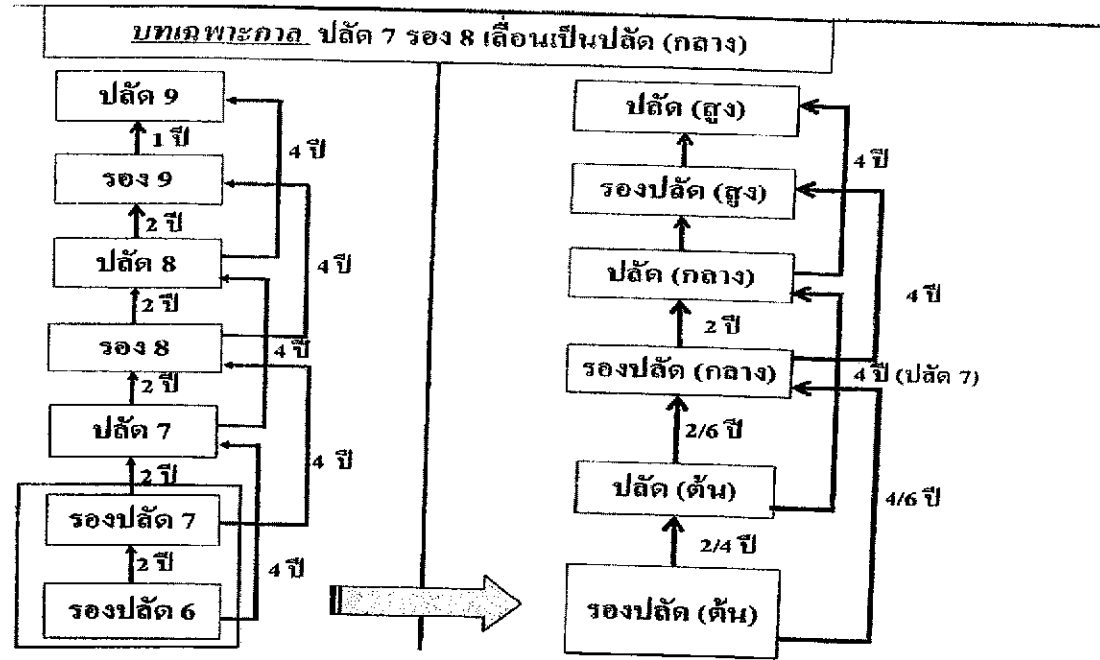 บทเฉพาะกาล ปลัด 7 รอง 8 เลื่อนเป็นปลัด (กลาง)
ปลัด 9
1 ปี
4 ปี
รอง 9
2 ปี
ปลัด 8
4 ปี
2 ปี
รอง 8
4 ปี
2 ปี
ปลัด 7
4 ปี
2 ปี
รองปลัด 7
2 ปี
4 ปี
รองปลัด 6
ปลัด (สูง)
4 ปี
รองปลัด (สูง)
ปลัด (กลาง)
4 ปี
2 ปี
รองปลัด (กลาง)
4 ปี (ปลัด 7)
2/6 ปี
ปลัด (ต้น)
4/6 ปี
2/4 ปี
รองปลัด (ต้น)